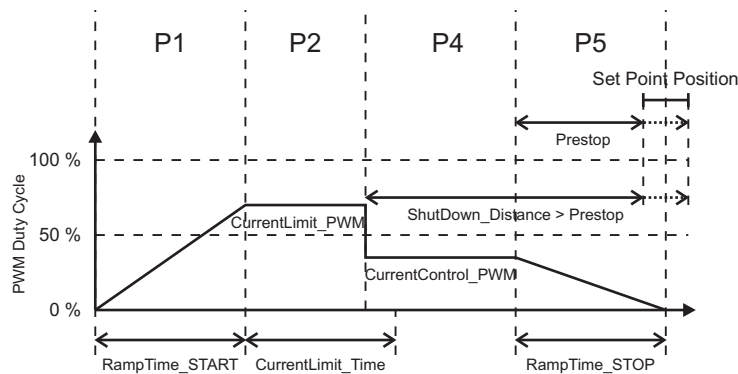 P1 P2 P4 P5
Set Point Position
Prestop
100 %
ShutDown_Distance > Prestop
CurrentLimit_PWM
50 %
CurrentControl_PWM
0 %
PWM Duty Cycle
RampTime_START CurrentLimit_Time RampTime_STOP